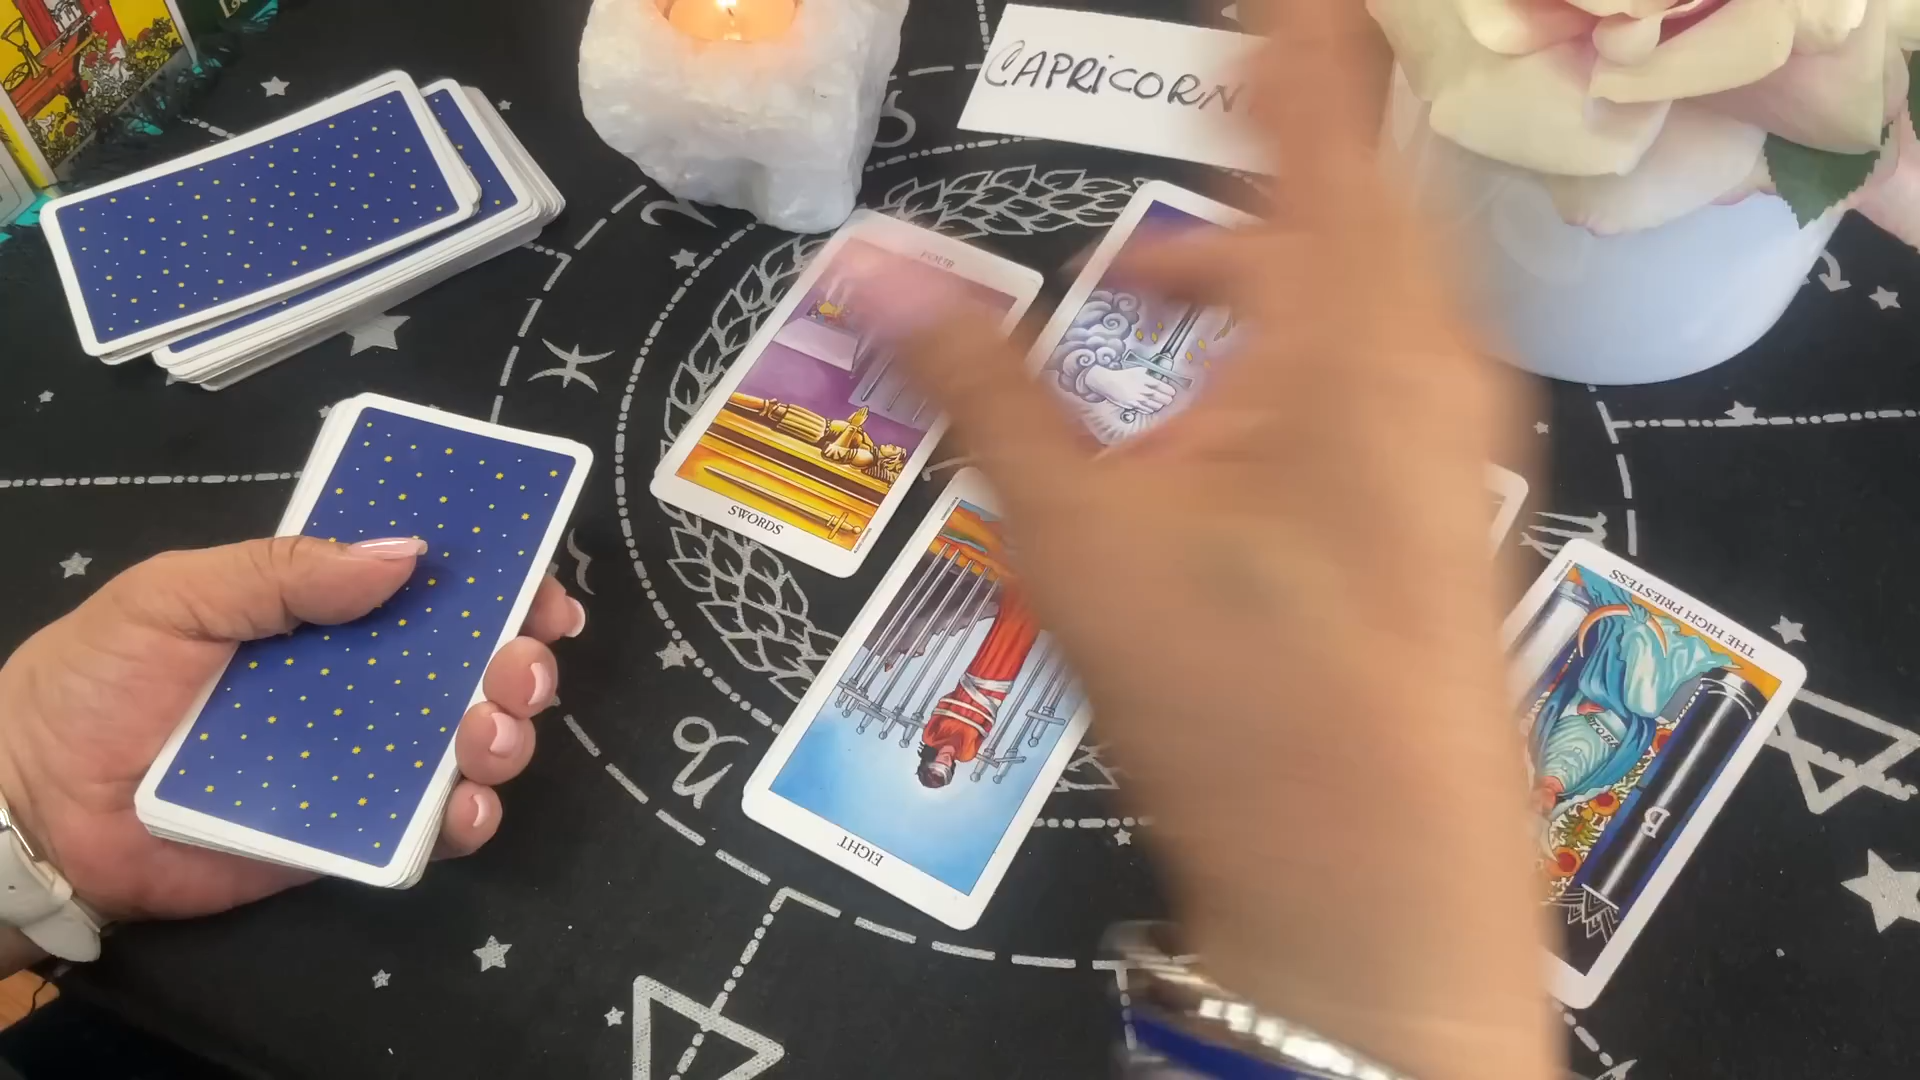 CAPRICORN
FOUR
SWORDS
EIGHT
THE HIGH PRIESTESS
B